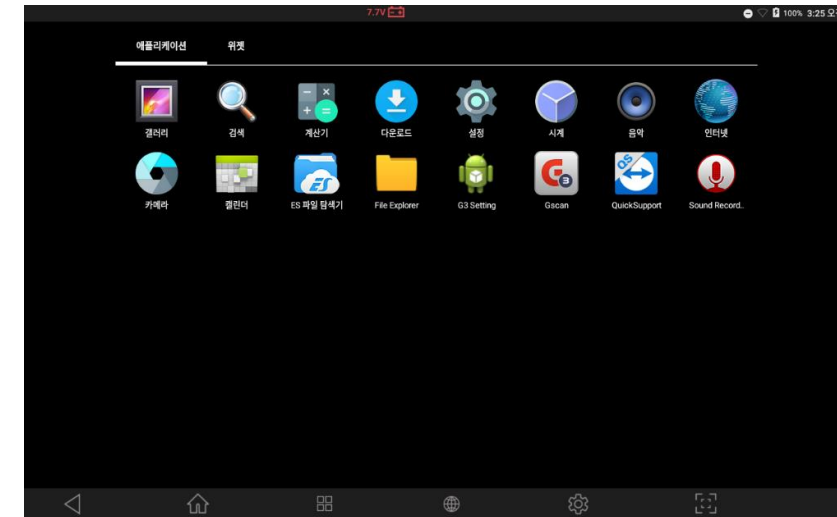 7.7V
100% 3:25 오
애플리케이션 위젯
갤러리 검색 계산기 다운로드 설정 시계 음악 인터넷
카메라 캘린더 ES 파일 탐색기 File Explorer G3 Setting Gscan QuickSupport Sound Record..